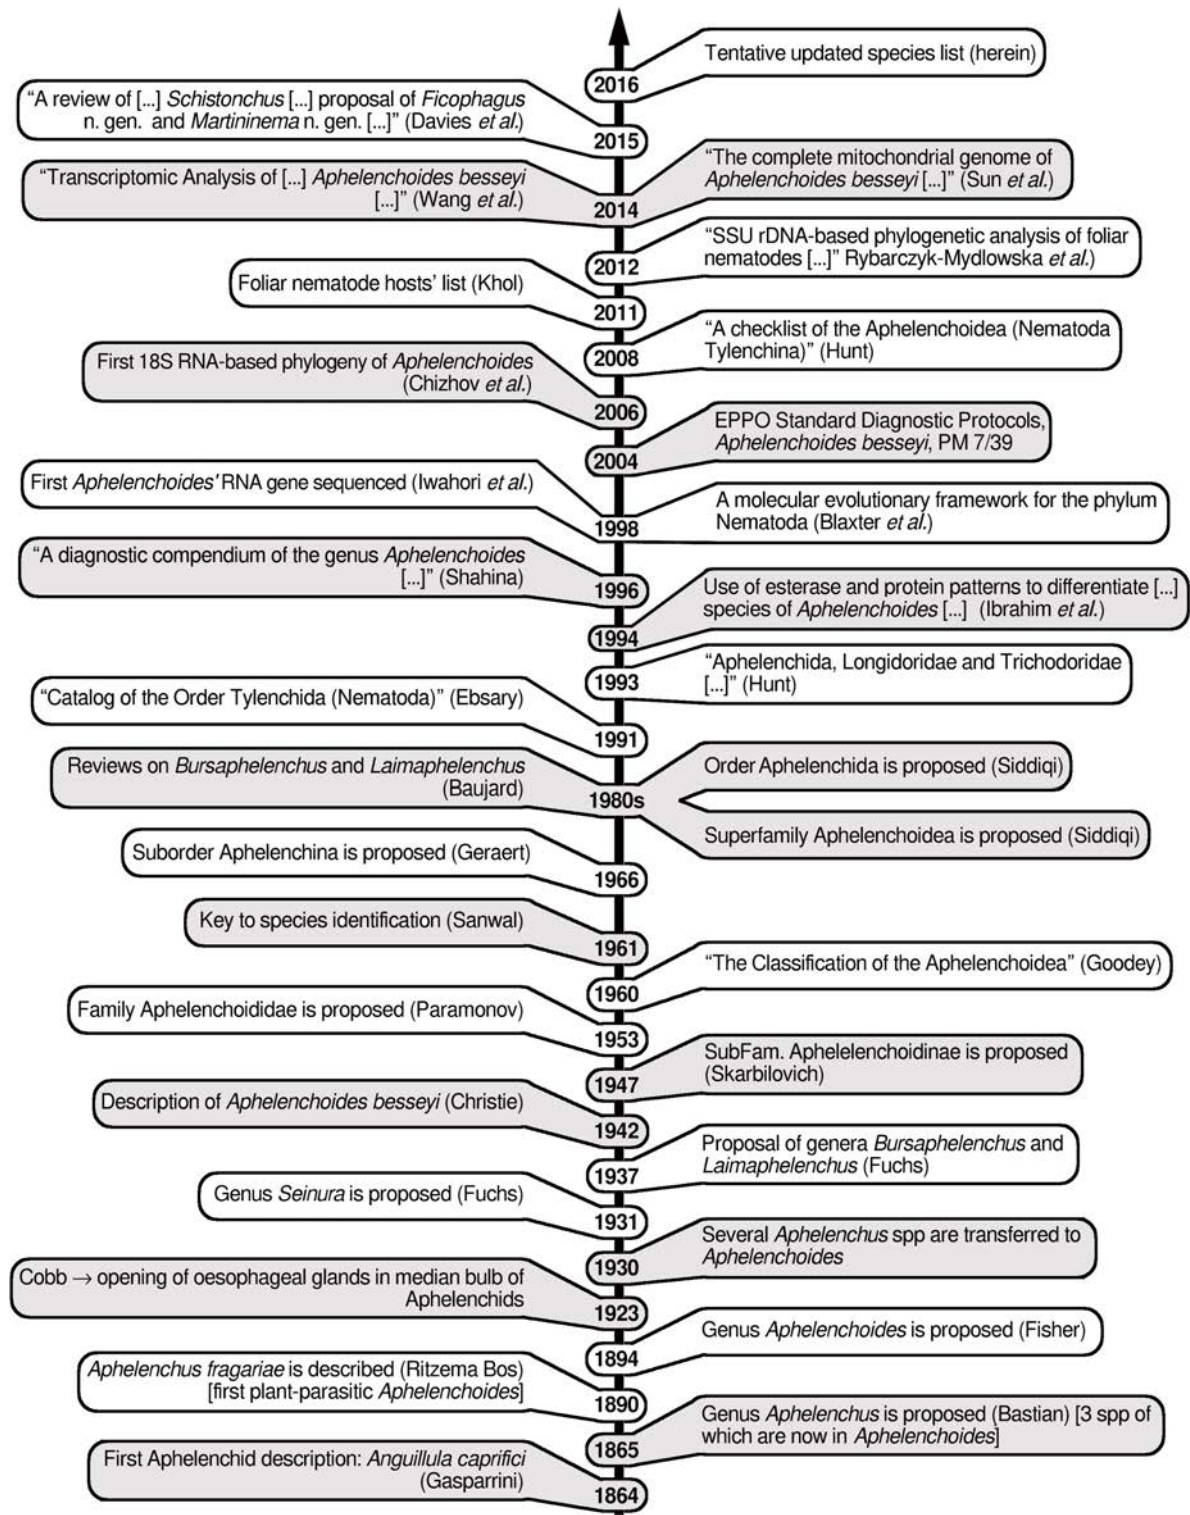 Tentative updated species list (herein)
2016
“A review of [...] Schistonchus [...] proposal of Ficophagus
n. gen. and Martininema n. gen. [...]” (Davies et al.)
2015
“The complete mitochondrial genome of
Aphelenchoides besseyi [...]” (Sun et al.)
“Transcriptomic Analysis of [...] Aphelenchoides besseyi
[...]” (Wang et al.)
2014
“SSU rDNA-based phylogenetic analysis of foliar
nematodes [...]” Rybarczyk-Mydlowska et al.)
2012
Foliar nematode hosts’ list (Khol)
2011
“A checklist of the Aphelenchoidea (Nematoda
Tylenchina)” (Hunt)
2008
First 18S RNA-based phylogeny of Aphelenchoides
(Chizhov et al.)
2006
EPPO Standard Diagnostic Protocols,
Aphelenchoides besseyi, PM 7/39
2004
First Aphelenchoides’ RNA gene sequenced (Iwahori et al.)
A molecular evolutionary framework for the phylum
Nematoda (Blaxter et al.)
1998
“A diagnostic compendium of the genus Aphelenchoides
[...]” (Shahina)
1996
Use of esterase and protein patterns to differentiate [...]
species of Aphelenchoides [...] (Ibrahim et al.)
1994
“Aphelenchida, Longidoridae and Trichodoridae
[...]” (Hunt)
1993
“Catalog of the Order Tylenchida (Nematoda)” (Ebsary)
1991
Reviews on Bursaphelenchus and Laimaphelenchus
(Baujard)
Order Aphelenchida is proposed (Siddiqi)
1980s
Superfamily Aphelenchoidea is proposed (Siddiqi)
Suborder Aphelenchina is proposed (Geraert)
1966
Key to species identification (Sanwal)
1961
“The Classification of the Aphelenchoidea” (Goodey)
1960
Family Aphelenchoididae is proposed (Paramonov)
1953
SubFam. Aphelelenchoidinae is proposed
(Skarbilovich)
1947
Description of Aphelenchoides besseyi (Christie)
1942
Proposal of genera Bursaphelenchus and
Laimaphelenchus (Fuchs)
1937
Genus Seinura is proposed (Fuchs)
1931
Several Aphelenchus spp are transferred to
Aphelenchoides
1930
Cobb → opening of oesophageal glands in median bulb of
Aphelenchids
1923
Genus Aphelenchoides is proposed (Fisher)
1894
Aphelenchus fragariae is described (Ritzema Bos)
[first plant-parasitic Aphelenchoides]
1890
Genus Aphelenchus is proposed (Bastian) [3 spp of
which are now in Aphelenchoides]
1865
First Aphelenchid description: Anguillula caprifici
(Gasparrini)
1864